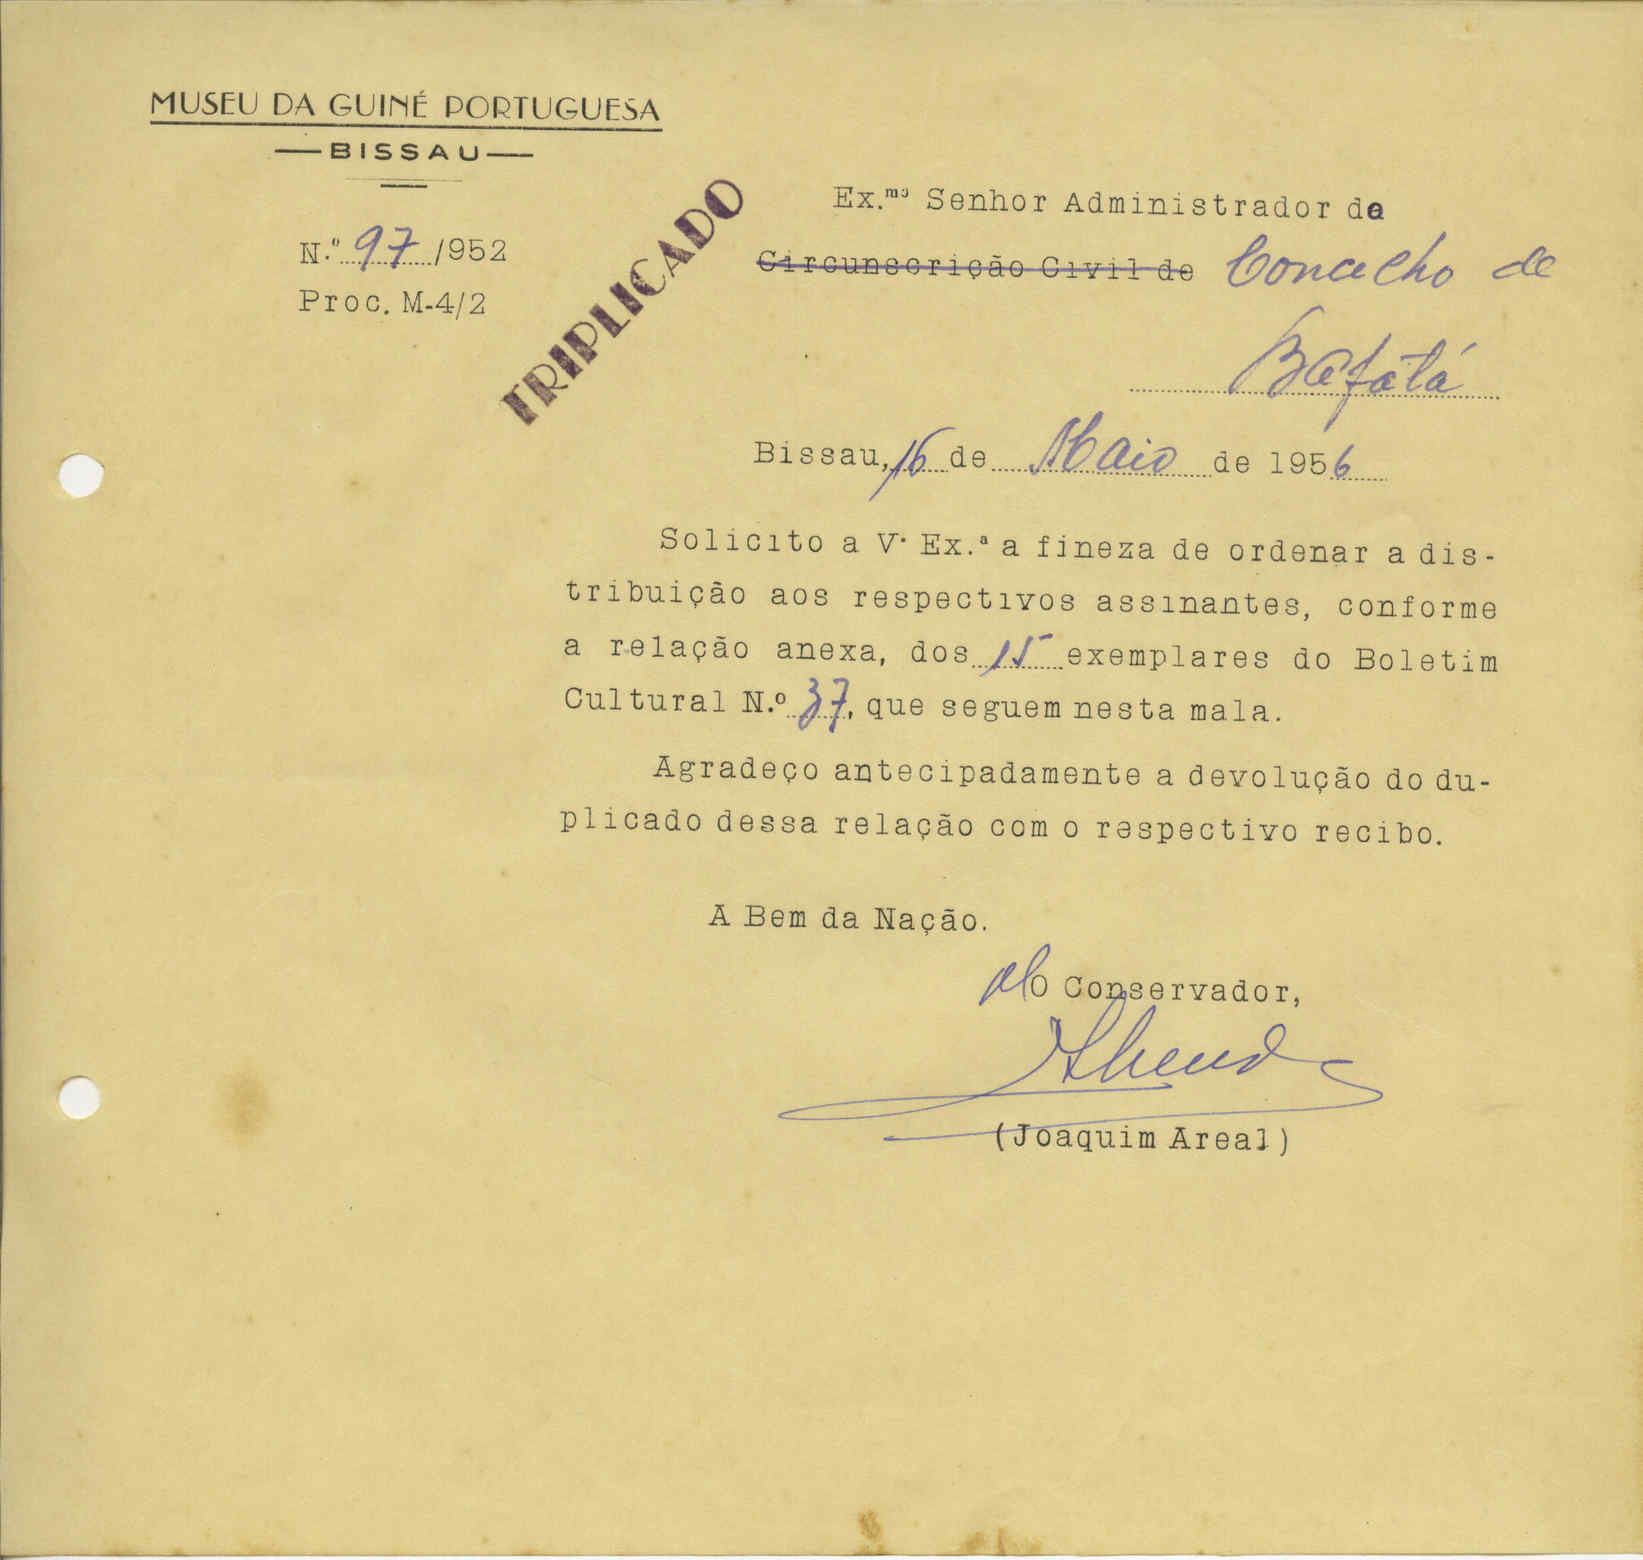 MUSEU DA GUINÉ PORTUGUESA
—BISSAU—
TRIPLICADO
N.º 97/952
Proc. M-4/2
Ex.mo Senhor Administrador do
Circunscrição Civil de Concelho de
Bafatá
Bissau, 16 de Maio de 1956
Solicito a V. Ex.ª a fineza de ordenar a dis-
tribuição aos respectivos assinantes, conforme
a relação anexa, dos 15 exemplares do Boletim
Cultural N.º 37, que seguem nesta mala.
Agradeço antecipadamente a devolução do du-
plicado dessa relação com o respectivo recibo.
A Bem da Nação.
O Conservador,
(Joaquim Areal)